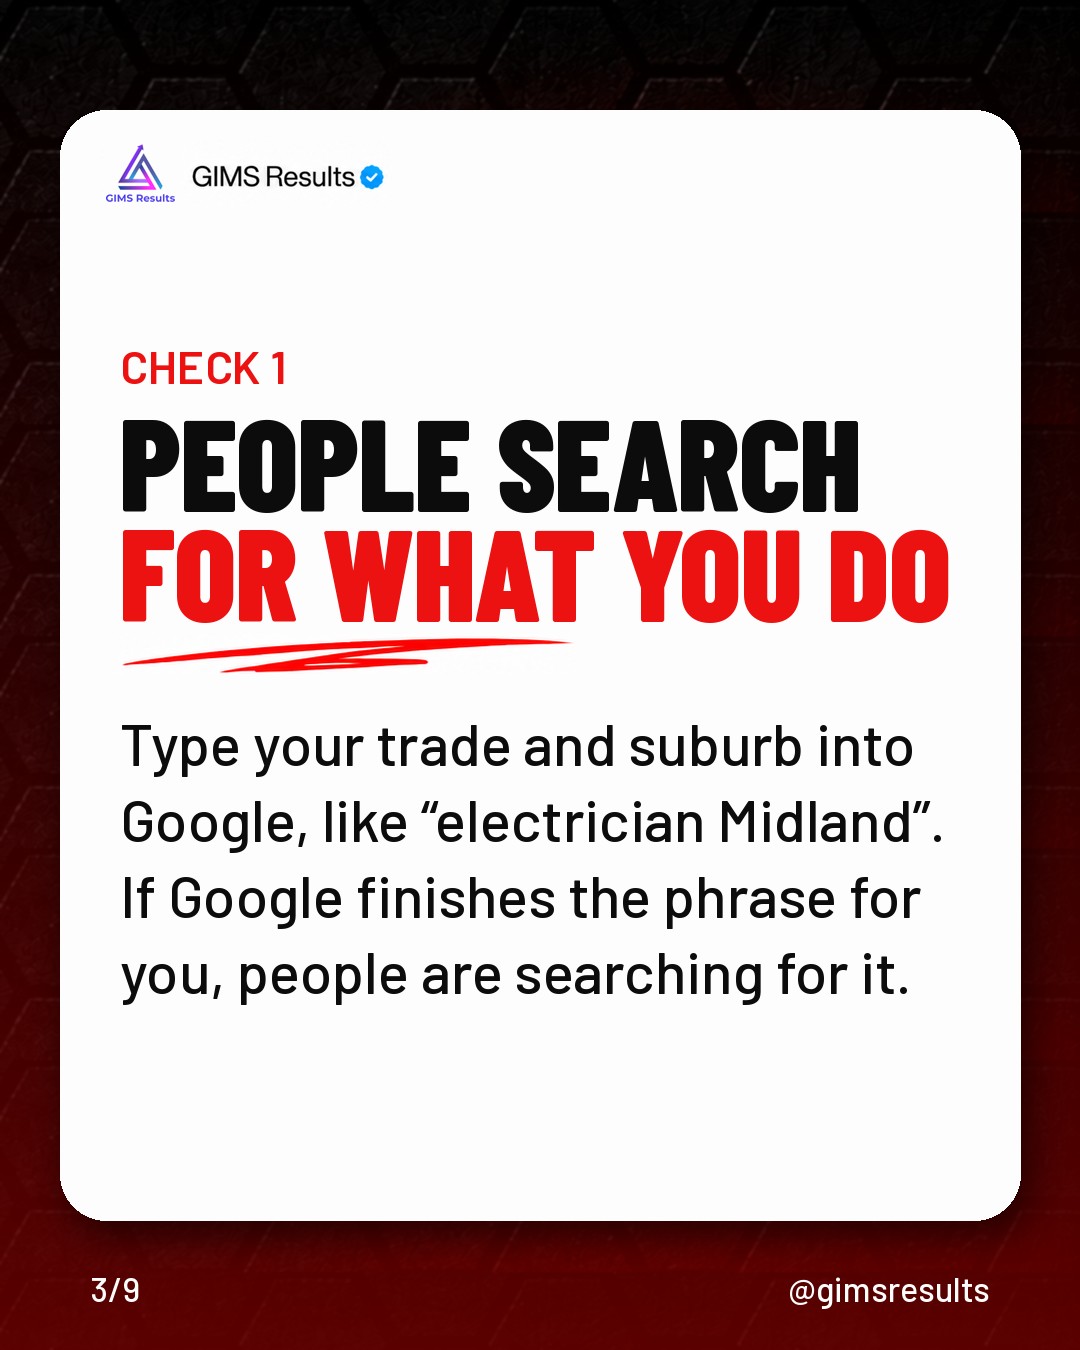 GIMS Results
GIMS Results
CHECK 1
PEOPLE SEARCH
FOR WHAT YOU DO
Type your trade and suburb into
Google, like “electrician Midland”.
If Google finishes the phrase for
you, people are searching for it.
3/9
@gimsresults